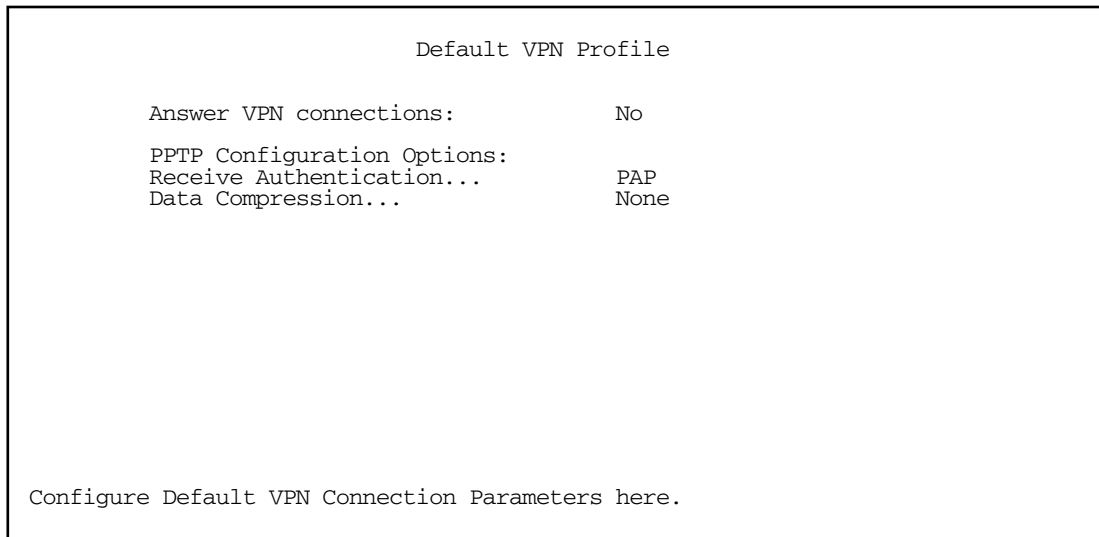 Default VPN Profile
Answer VPN connections: No
PPTP Configuration Options:
Receive Authentication... PAP
Data Compression... None
Configure Default VPN Connection Parameters here.